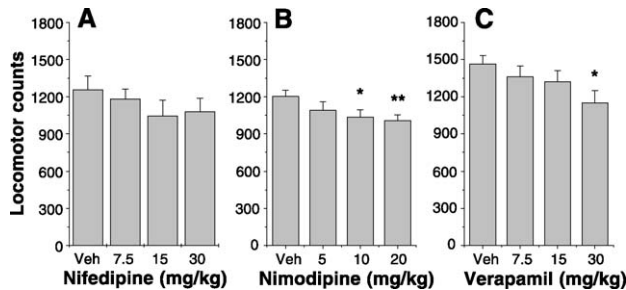 A
B
C
Locomotor counts
1800
1500
1200
900
600
300
0
Veh 7.5 15 30
Nifedipine (mg/kg)
1800
1500
1200
900
600
300
0
*
**
Veh 5 10 20
Nimodipine (mg/kg)
1800
1500
1200
900
600
300
0
*
Veh 7.5 15 30
Verapamil (mg/kg)